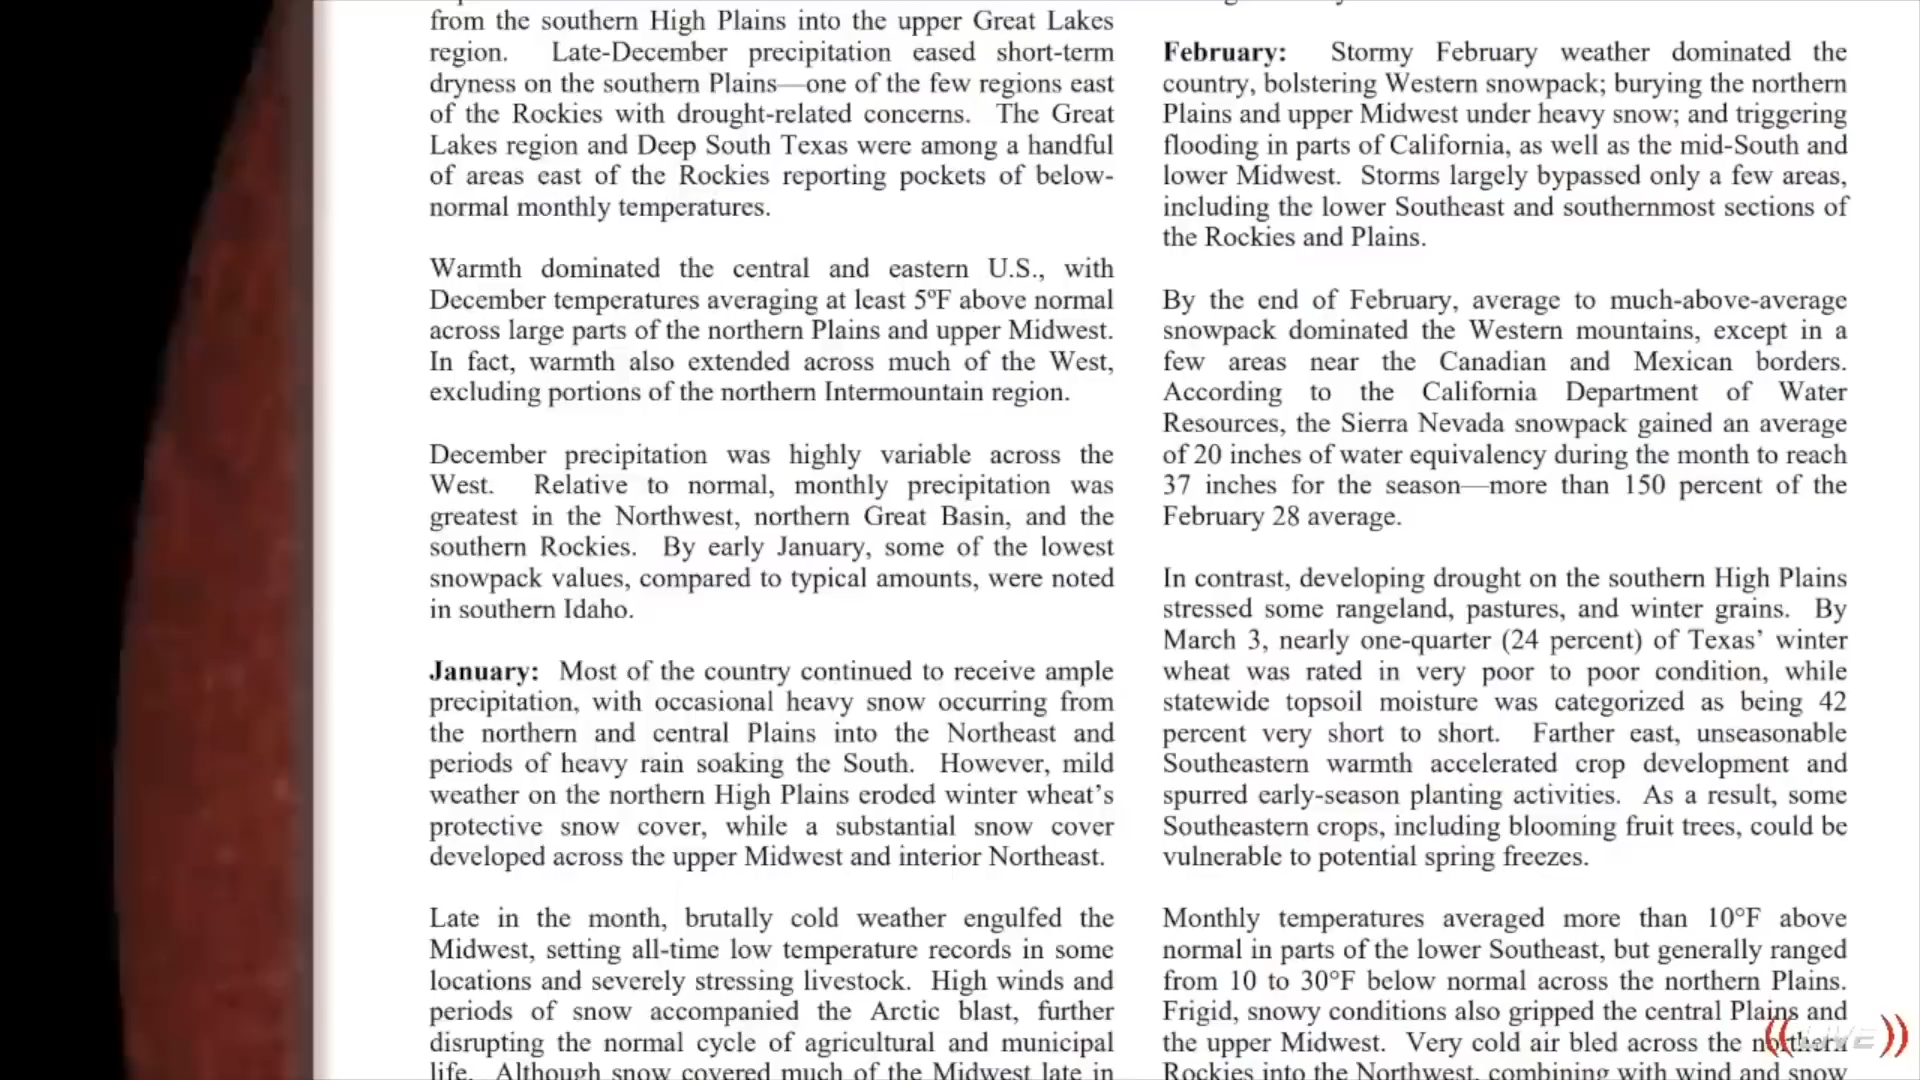 from the southern High Plains into the upper Great Lakes
region. Late-December precipitation eased short-term
dryness on the southern Plains—one of the few regions east
of the Rockies with drought-related concerns. The Great
Lakes region and Deep South Texas were among a handful
of areas east of the Rockies reporting pockets of below-
normal monthly temperatures.
Warmth dominated the central and eastern U.S., with
December temperatures averaging at least 5ºF above normal
across large parts of the northern Plains and upper Midwest.
In fact, warmth also extended across much of the West,
excluding portions of the northern Intermountain region.
December precipitation was highly variable across the
West. Relative to normal, monthly precipitation was
greatest in the Northwest, northern Great Basin, and the
southern Rockies. By early January, some of the lowest
snowpack values, compared to typical amounts, were noted
in southern Idaho.
January: Most of the country continued to receive ample
precipitation, with occasional heavy snow occurring from
the northern and central Plains into the Northeast and
periods of heavy rain soaking the South. However, mild
weather on the northern High Plains eroded winter wheat’s
protective snow cover, while a substantial snow cover
developed across the upper Midwest and interior Northeast.
Late in the month, brutally cold weather engulfed the
Midwest, setting all-time low temperature records in some
locations and severely stressing livestock. High winds and
periods of snow accompanied the Arctic blast, further
disrupting the normal cycle of agricultural and municipal
life. Although snow covered much of the Midwest late in
February: Stormy February weather dominated the
country, bolstering Western snowpack; burying the northern
Plains and upper Midwest under heavy snow; and triggering
flooding in parts of California, as well as the mid-South and
lower Midwest. Storms largely bypassed only a few areas,
including the lower Southeast and southernmost sections of
the Rockies and Plains.
By the end of February, average to much-above-average
snowpack dominated the Western mountains, except in a
few areas near the Canadian and Mexican borders.
According to the California Department of Water
Resources, the Sierra Nevada snowpack gained an average
of 20 inches of water equivalency during the month to reach
37 inches for the season—more than 150 percent of the
February 28 average.
In contrast, developing drought on the southern High Plains
stressed some rangeland, pastures, and winter grains. By
March 3, nearly one-quarter (24 percent) of Texas’ winter
wheat was rated in very poor to poor condition, while
statewide topsoil moisture was categorized as being 42
percent very short to short. Farther east, unseasonable
Southeastern warmth accelerated crop development and
spurred early-season planting activities. As a result, some
Southeastern crops, including blooming fruit trees, could be
vulnerable to potential spring freezes.
Monthly temperatures averaged more than 10°F above
normal in parts of the lower Southeast, but generally ranged
from 10 to 30°F below normal across the northern Plains.
Frigid, snowy conditions also gripped the central Plains and
the upper Midwest. Very cold air bled across the northern
Rockies into the Northwest, combining with wind and snow
LIVE